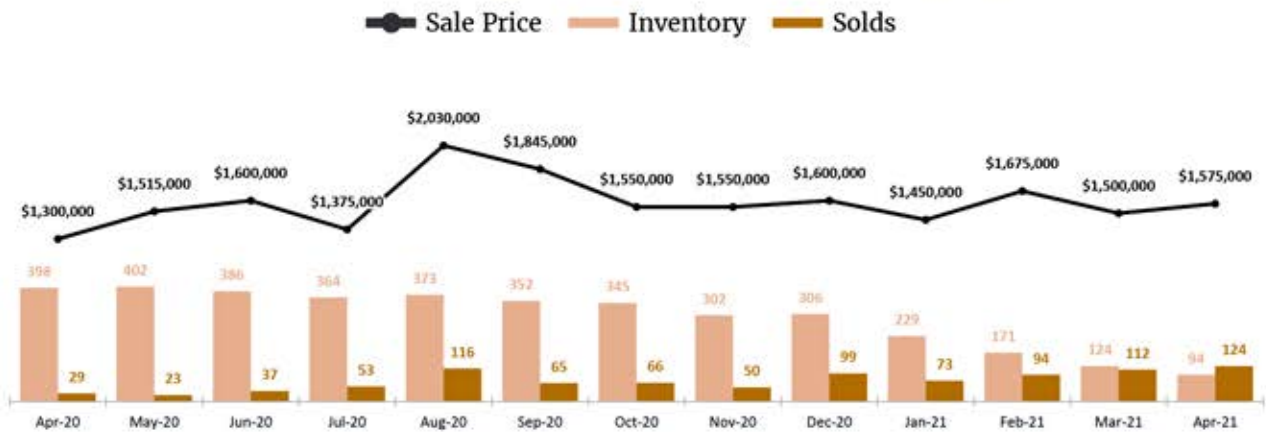 Sale Price Inventory Solds
$1,300,000 $1,515,000 $1,600,000 $1,375,000 $2,030,000 $1,845,000 $1,550,000 $1,550,000 $1,600,000 $1,450,000 $1,675,000 $1,500,000 $1,575,000
398 402 386 364 373 352 345 302 306 229 171 124 94
29 23 37 53 116 65 66 50 99 73 94 112 124
Apr-20 May-20 Jun-20 Jul-20 Aug-20 Sep-20 Oct-20 Nov-20 Dec-20 Jan-21 Feb-21 Mar-21 Apr-21